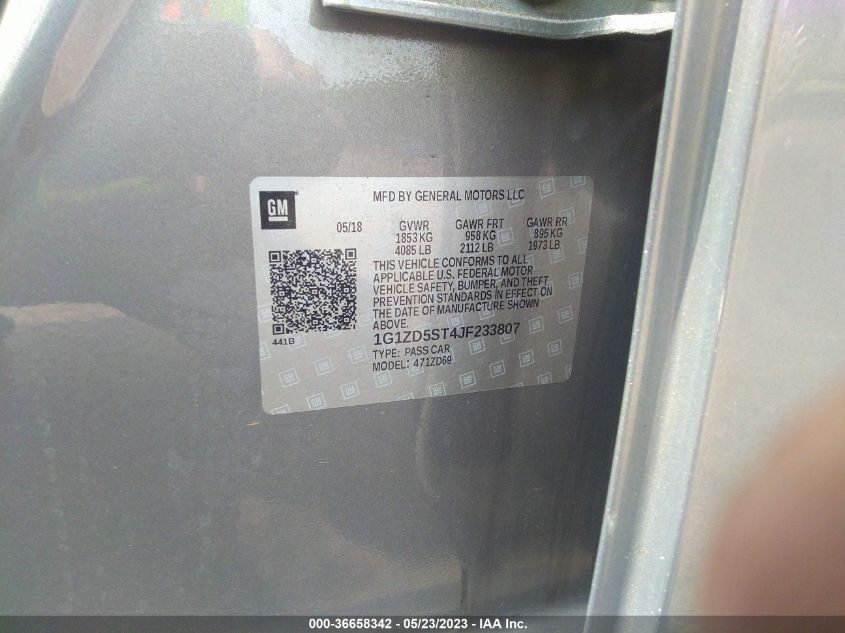 GM
MFD BY GENERAL MOTORS LLC
05/18
GVWR GAWR FRT GAWR RR
1853 KG 958 KG 895 KG
4085 LB 2112 LB 1973 LB
THIS VEHICLE CONFORMS TO ALL
APPLICABLE U.S. FEDERAL MOTOR
VEHICLE SAFETY, BUMPER, AND THEFT
PREVENTION STANDARDS IN EFFECT ON
THE DATE OF MANUFACTURE SHOWN
ABOVE.
441B
1G1ZD5ST4JF233807
TYPE: PASS CAR
MODEL: 471ZD69
000-36658342 - 05/23/2023 - IAA Inc.